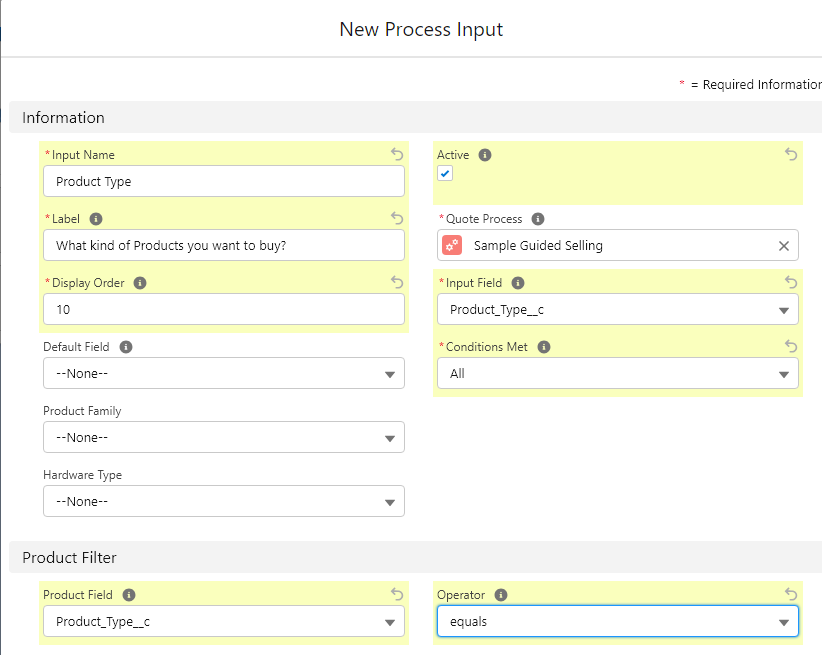 New Process Input
* = Required Information
Information
*Input Name
Product Type
Active
*Label
What kind of Products you want to buy?
*Quote Process
Sample Guided Selling
*Display Order
10
*Input Field
Product_Type__c
Default Field
--None--
*Conditions Met
All
Product Family
--None--
Hardware Type
--None--
Product Filter
Product Field
Product_Type__c
Operator
equals